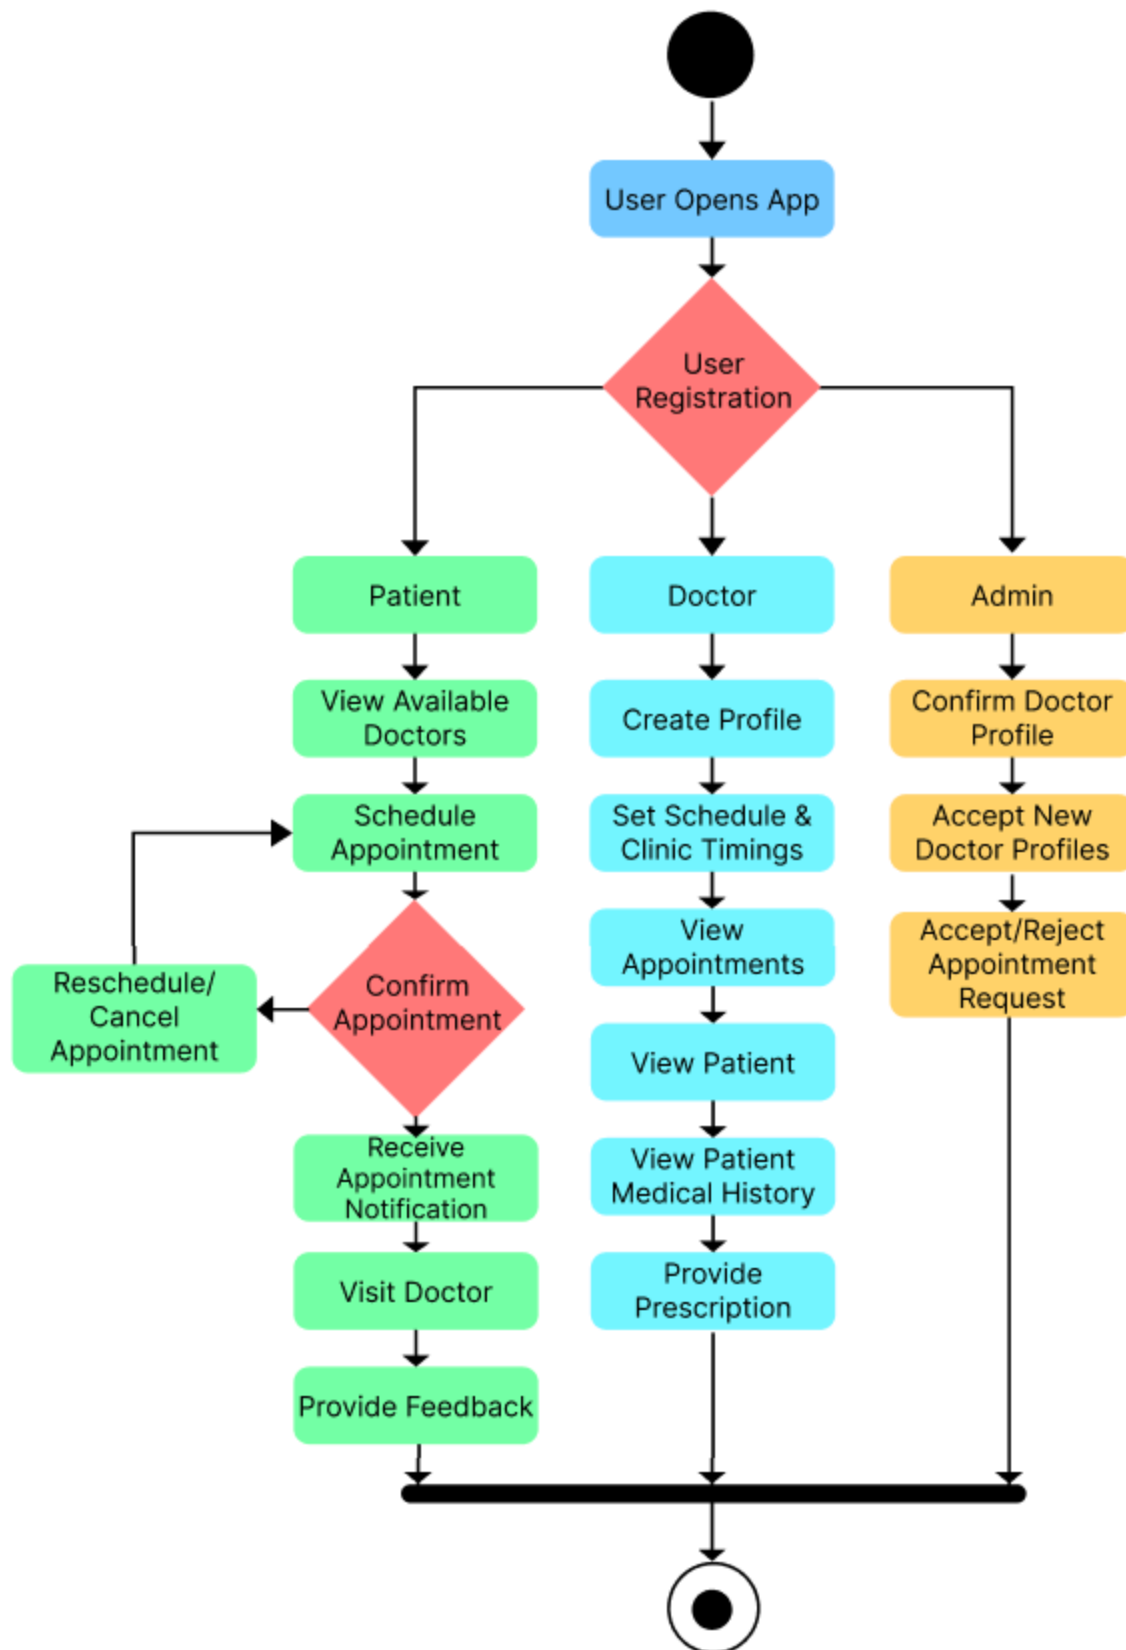 User Opens App
User
Registration
Patient
Doctor
Admin
View Available
Doctors
Create Profile
Confirm Doctor
Profile
Schedule
Appointment
Set Schedule &
Clinic Timings
Accept New
Doctor Profiles
Reschedule/
Cancel
Appointment
Confirm
Appointment
View
Appointments
Accept/Reject
Appointment
Request
View Patient
Receive
Appointment
Notification
View Patient
Medical History
Visit Doctor
Provide
Prescription
Provide Feedback